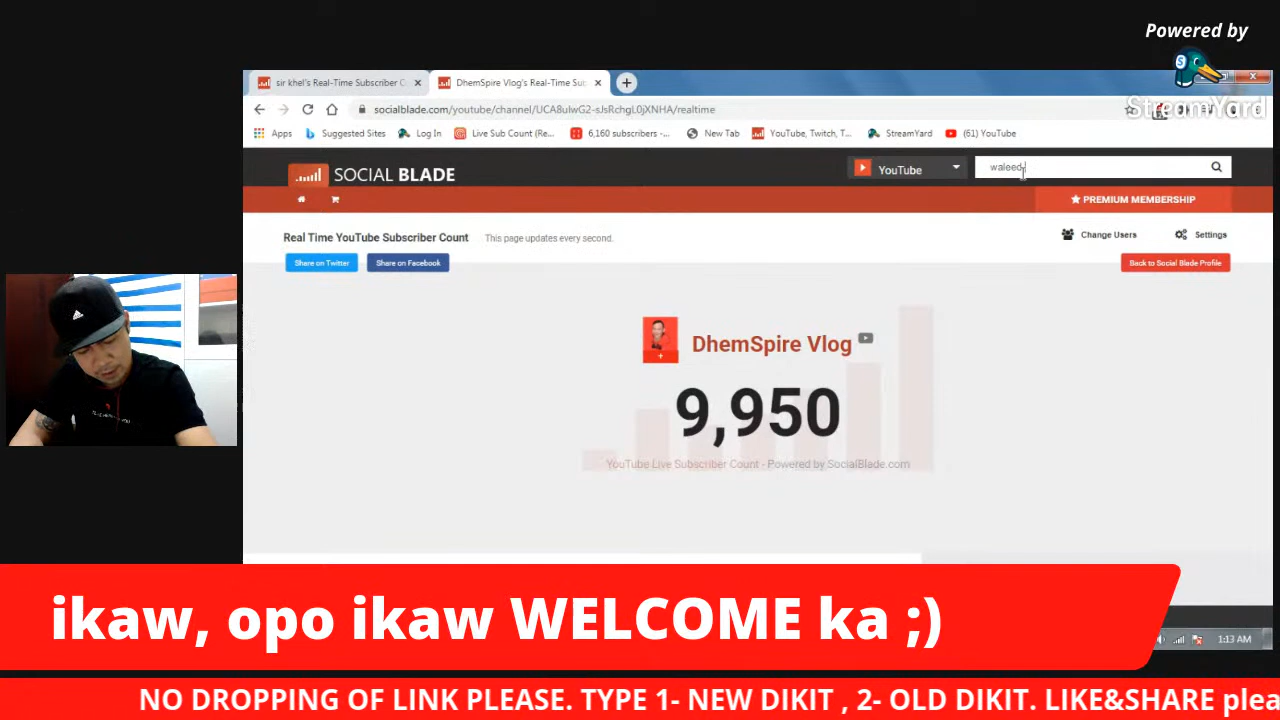 Powered by
StreamYard
sir khel's Real-Time Subscriber C
DhemSpire Vlog's Real-Time Sub
socialblade.com/youtube/channel/UCA8ulwG2-sJsRchgL0jXNHA/realtime
Apps
Suggested Sites
Log In
Live Sub Count (Re...
6,160 subscribers -...
New Tab
YouTube, Twitch, T...
StreamYard
(61) YouTube
SOCIAL BLADE
YouTube
waleed
PREMIUM MEMBERSHIP
Real Time YouTube Subscriber Count
This page updates every second.
Change Users
Settings
Share on Twitter
Share on Facebook
Back to Social Blade Profile
DhemSpire Vlog
9,950
YouTube Live Subscriber Count - Powered by SocialBlade.com
ikaw, opo ikaw WELCOME ka ;)
1:13 AM
NO DROPPING OF LINK PLEASE. TYPE 1- NEW DIKIT , 2- OLD DIKIT. LIKE&SHARE plea